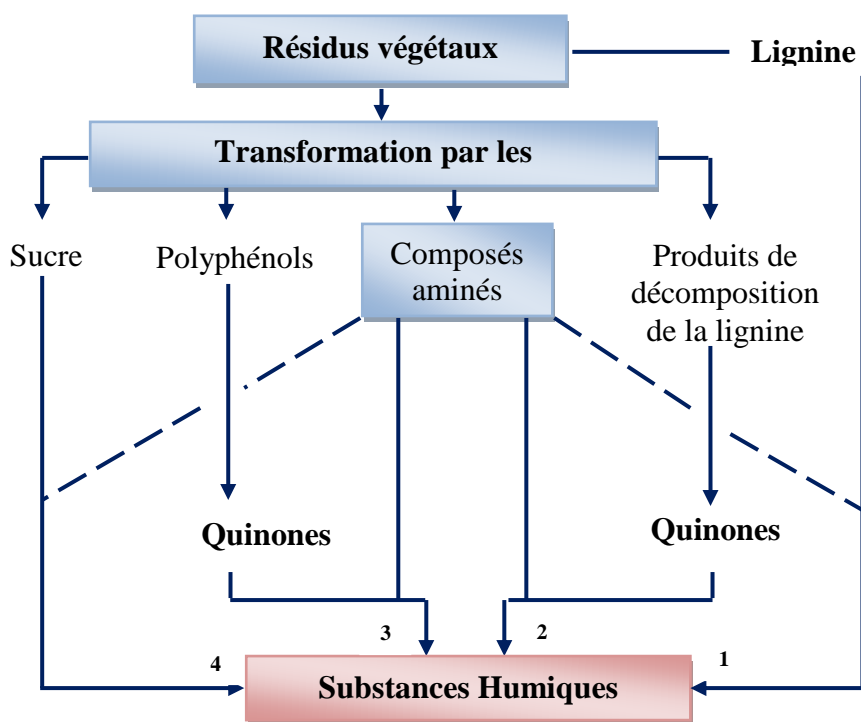 Résidus végétaux
Lignine
Transformation par les
Sucre
Polyphénols
Composés
aminés
Produits de
décomposition
de la lignine
Quinones
Quinones
3
2
4
1
Substances Humiques